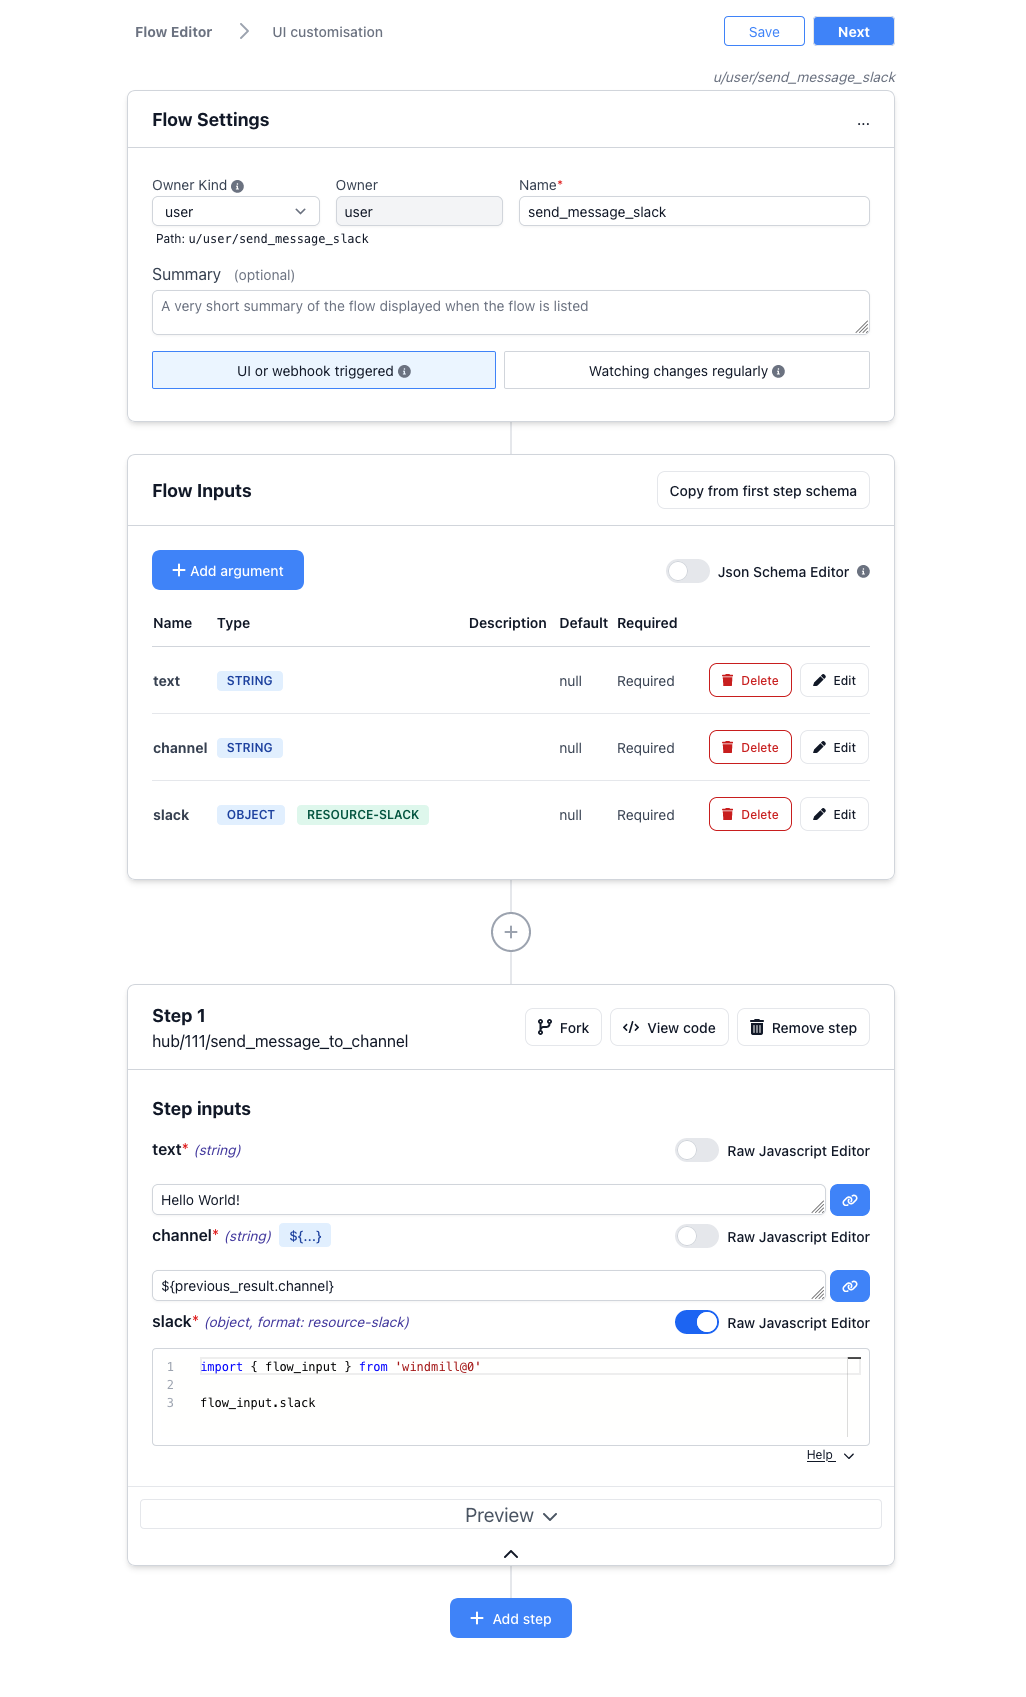 Flow Editor UI customisation Save Next
u/user/send_message_slack
Flow Settings ...
Owner Kind Owner Name*
user user send_message_slack
Path: u/user/send_message_slack
Summary (optional)
A very short summary of the flow displayed when the flow is listed
UI or webhook triggered Watching changes regularly
Flow Inputs Copy from first step schema
+ Add argument Json Schema Editor
Name Type Description Default Required
text STRING null Required Delete Edit
channel STRING null Required Delete Edit
slack OBJECT RESOURCE-SLACK null Required Delete Edit
+
Step 1
hub/111/send_message_to_channel
Fork </> View code Remove step
Step inputs
text* (string) Raw Javascript Editor
Hello World!
channel* (string) ${...} Raw Javascript Editor
${previous_result.channel}
slack* (object, format: resource-slack) Raw Javascript Editor
1 import { flow_input } from 'windmill@0'
2
3 flow_input.slack
Help
Preview
+ Add step